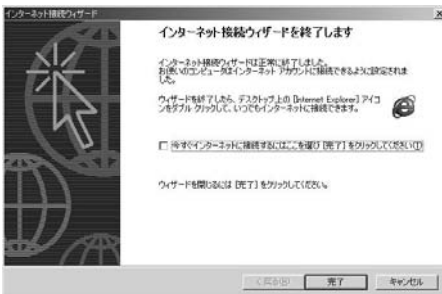 インターネット接続ウィザード
インターネット接続ウィザードを終了します
インターネット接続ウィザードは正常に終了しました。
お使いのコンピュータはインターネット アカウントに接続できるように設定されま
した。
ウィザードを終了したら、デスクトップ上の [Internet Explorer] アイコ
ンをダブル クリックして、いつでもインターネットに接続できます。
今すぐインターネットに接続するにはここを選び [完了] をクリックしてください(I)
ウィザードを閉じるには [完了] をクリックしてください。
< 戻る(B)
完了
キャンセル